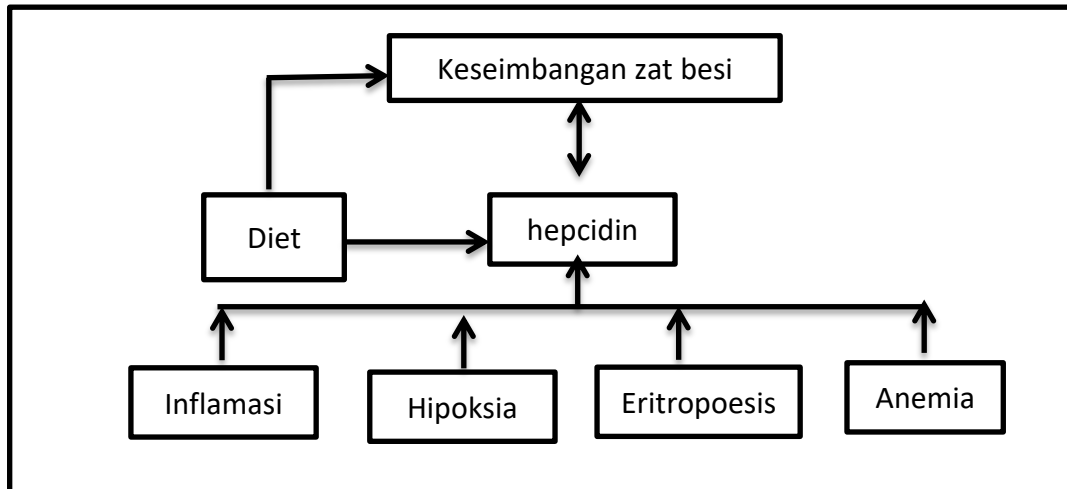 Keseimbangan zat besi
Diet
hepcidin
Inflamasi
Hipoksia
Eritropoesis
Anemia